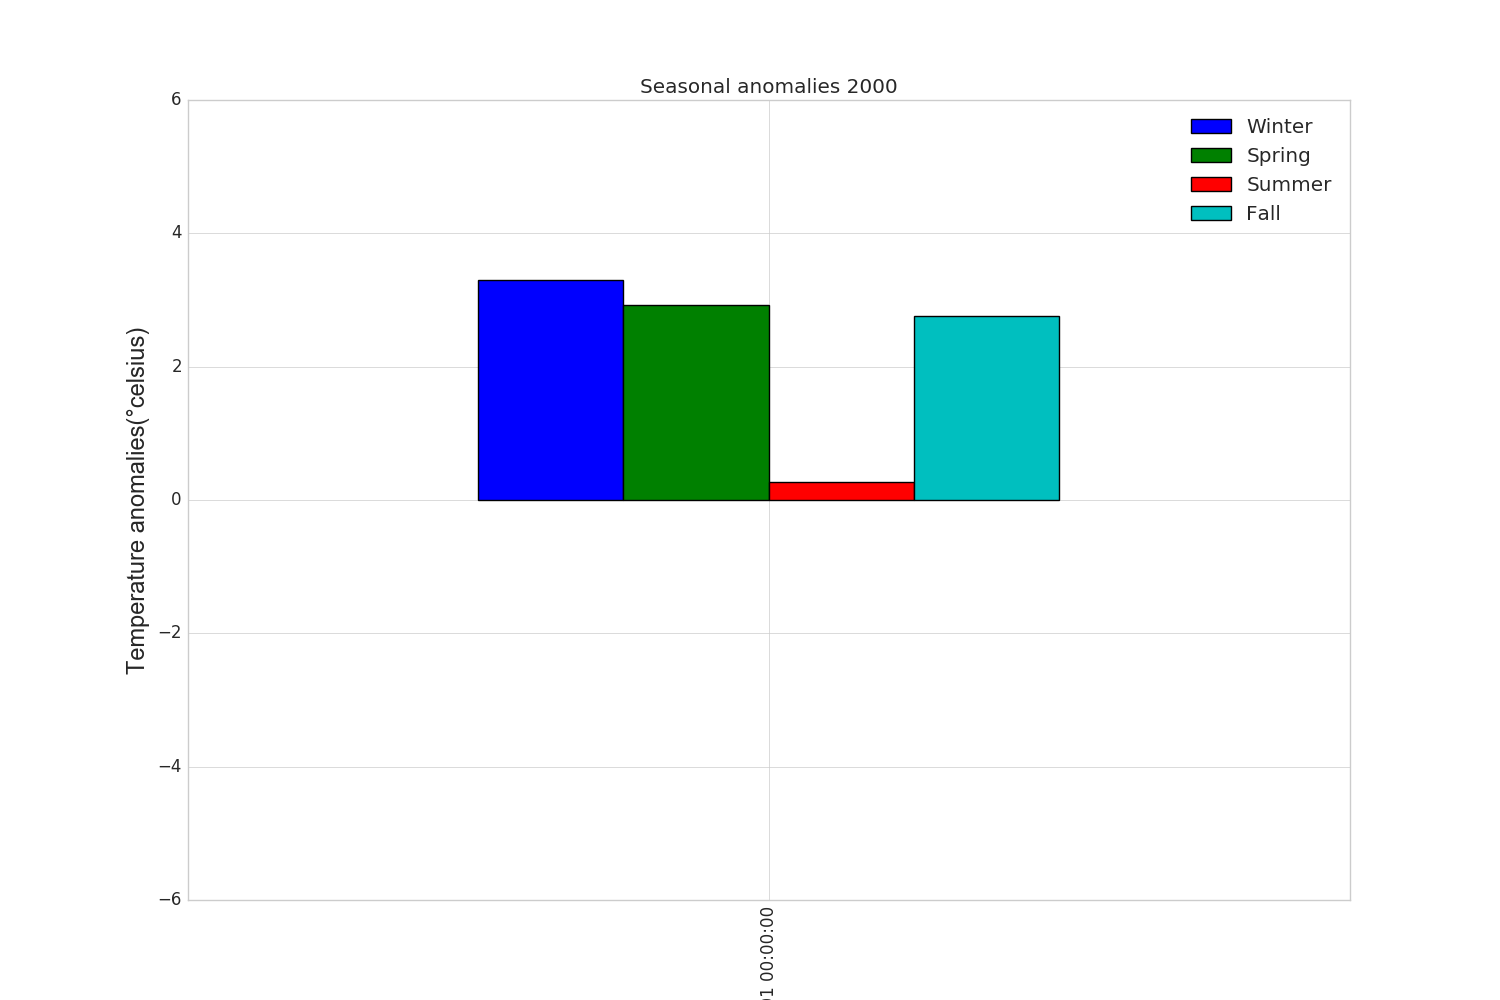 Seasonal anomalies 2000
Winter
Spring
Summer
Fall
Temperature anomalies(°celsius)
6
4
2
0
−2
−4
−6
01 00:00:00